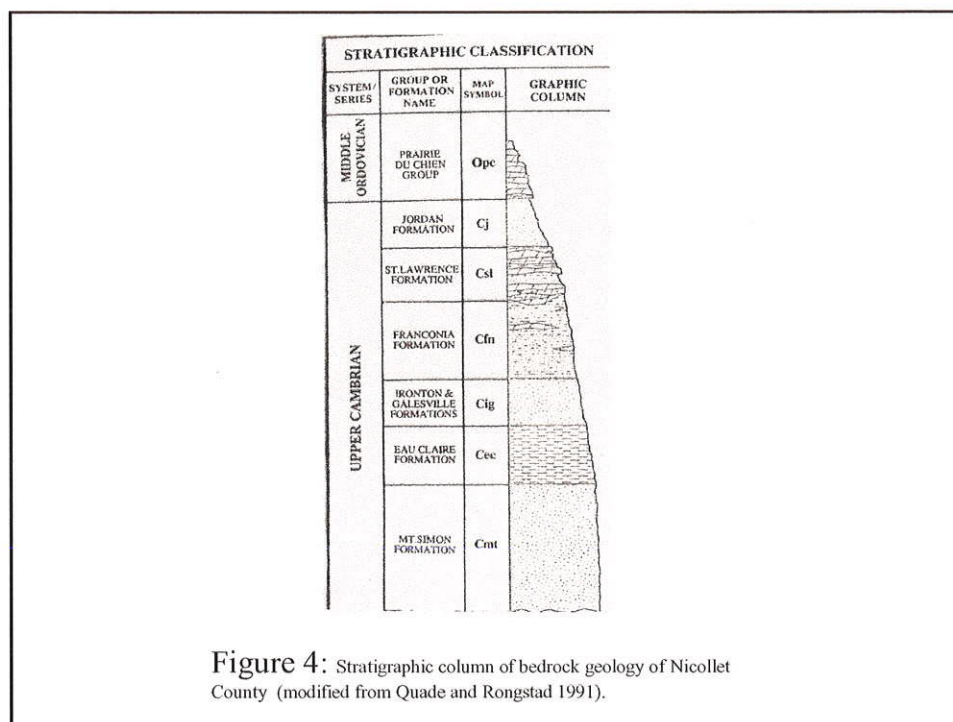 STRATIGRAPHIC CLASSIFICATION
SYSTEM/
SERIES
GROUP OR
FORMATION
NAME
MAP
SYMBOL
GRAPHIC
COLUMN
MIDDLE
ORDOVICIAN
PRAIRIE
DU CHIEN
GROUP
Opc
UPPER CAMBRIAN
JORDAN
FORMATION
Cj
ST.LAWRENCE
FORMATION
Csl
FRANCONIA
FORMATION
Cfn
IRONTON &
GALESVILLE
FORMATIONS
Cig
EAU CLAIRE
FORMATION
Cec
MT.SIMON
FORMATION
Cmt
Figure 4: Stratigraphic column of bedrock geology of Nicollet
County (modified from Quade and Rongstad 1991).